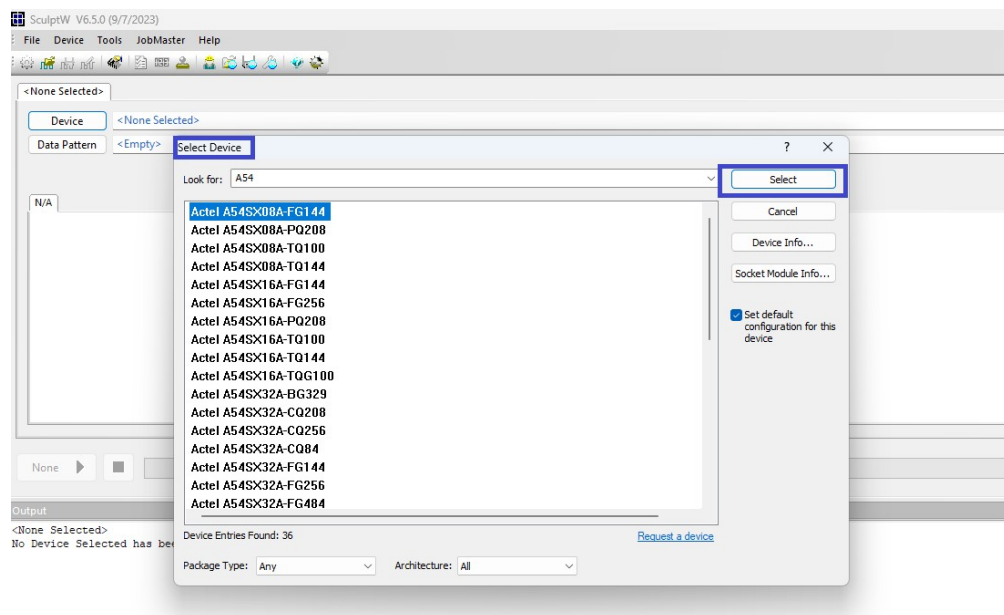 SculptW V6.5.0 (9/7/2023)
File Device Tools JobMaster Help
<None Selected>
Device <None Selected>
Data Pattern <Empty>
Select Device
? X
Look for: A54
Select
N/A
Actel A54SX08A-FG144
Cancel
Actel A54SX08A-PQ208
Actel A54SX08A-TQ100
Device Info...
Actel A54SX08A-TQ144
Socket Module Info...
Actel A54SX16A-FG144
Actel A54SX16A-FG256
Actel A54SX16A-PQ208
Set default
configuration for this
device
Actel A54SX16A-TQ100
Actel A54SX16A-TQ144
Actel A54SX16A-TQG100
Actel A54SX32A-BG329
Actel A54SX32A-CQ208
Actel A54SX32A-CQ256
Actel A54SX32A-CQ84
Actel A54SX32A-FG144
Actel A54SX32A-FG256
Actel A54SX32A-FG484
None
Output
<None Selected>
No Device Selected has
Device Entries Found: 36
Request a device
Package Type: Any Architecture: All